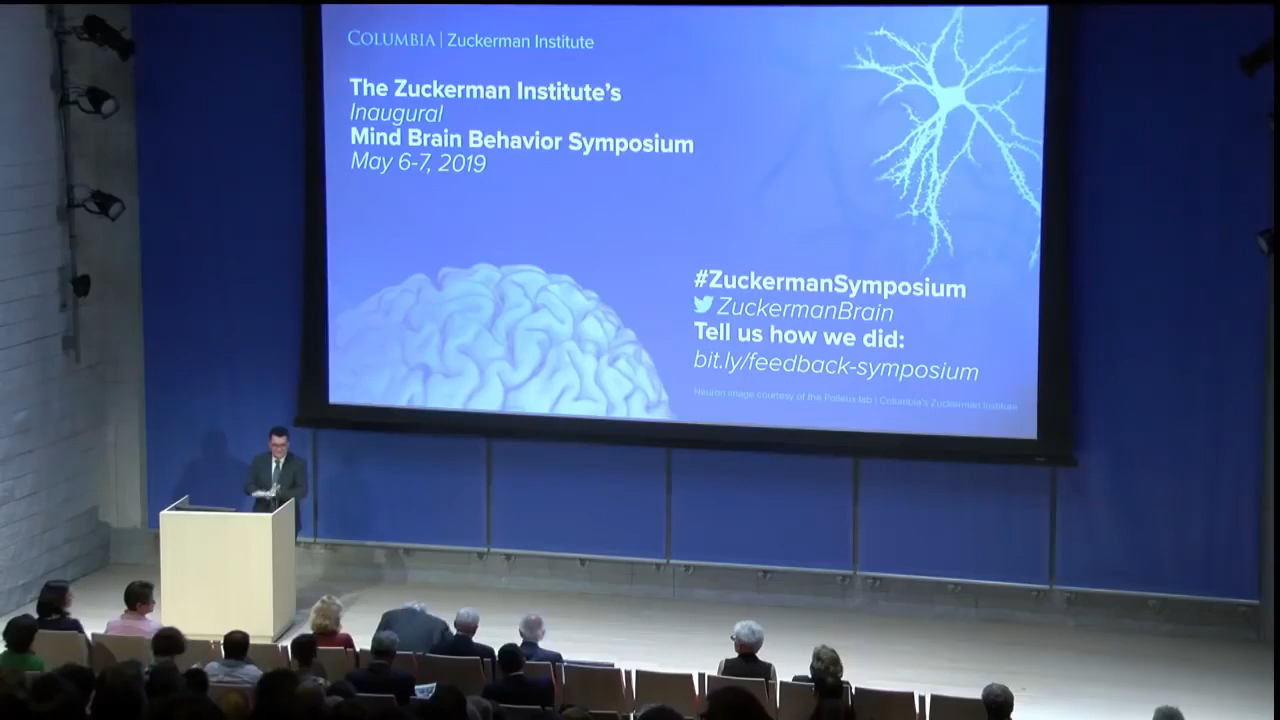 COLUMBIA | Zuckerman Institute
The Zuckerman Institute's
Inaugural
Mind Brain Behavior Symposium
May 6-7, 2019
#ZuckermanSymposium
ZuckermanBrain
Tell us how we did:
bit.ly/feedback-symposium
Neuron image courtesy of the Polleux lab | Columbia's Zuckerman Institute